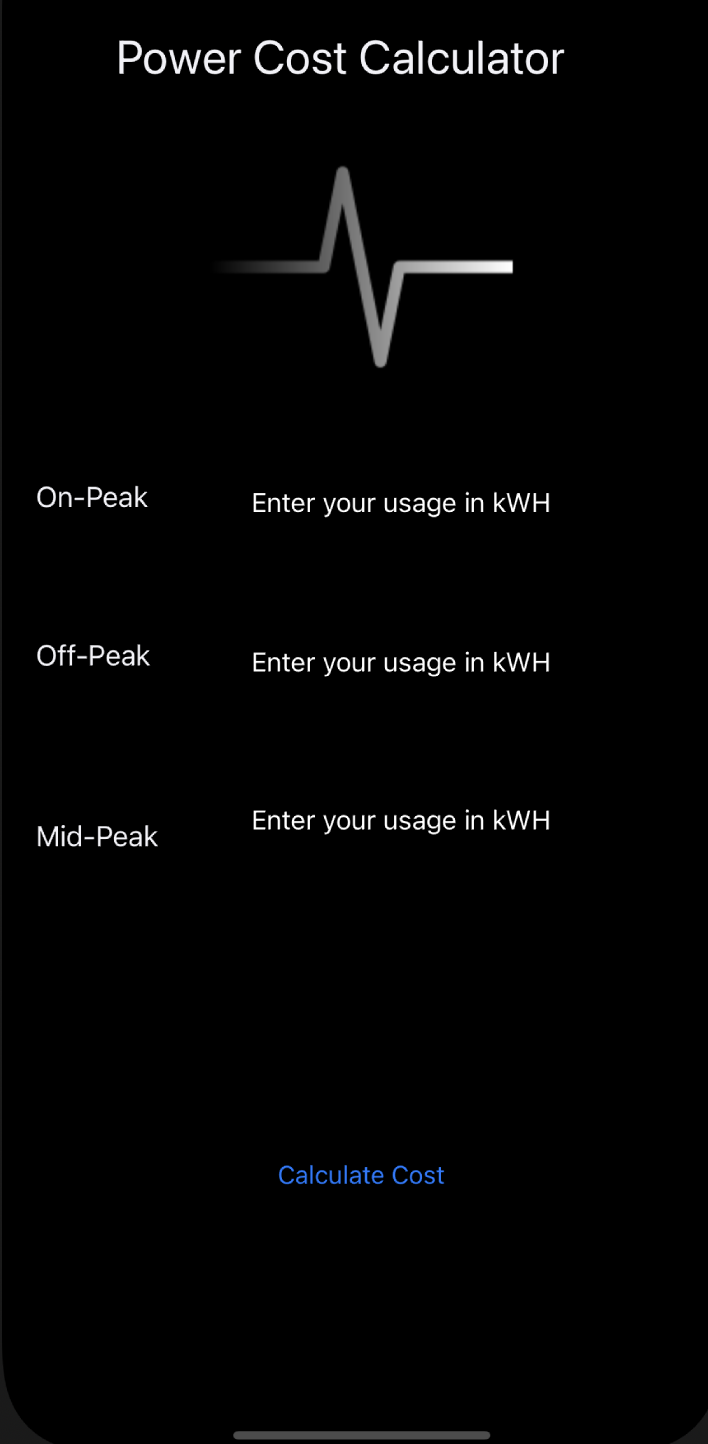 Power Cost Calculator
On-Peak
Enter your usage in kWH
Off-Peak
Enter your usage in kWH
Mid-Peak
Enter your usage in kWH
Calculate Cost